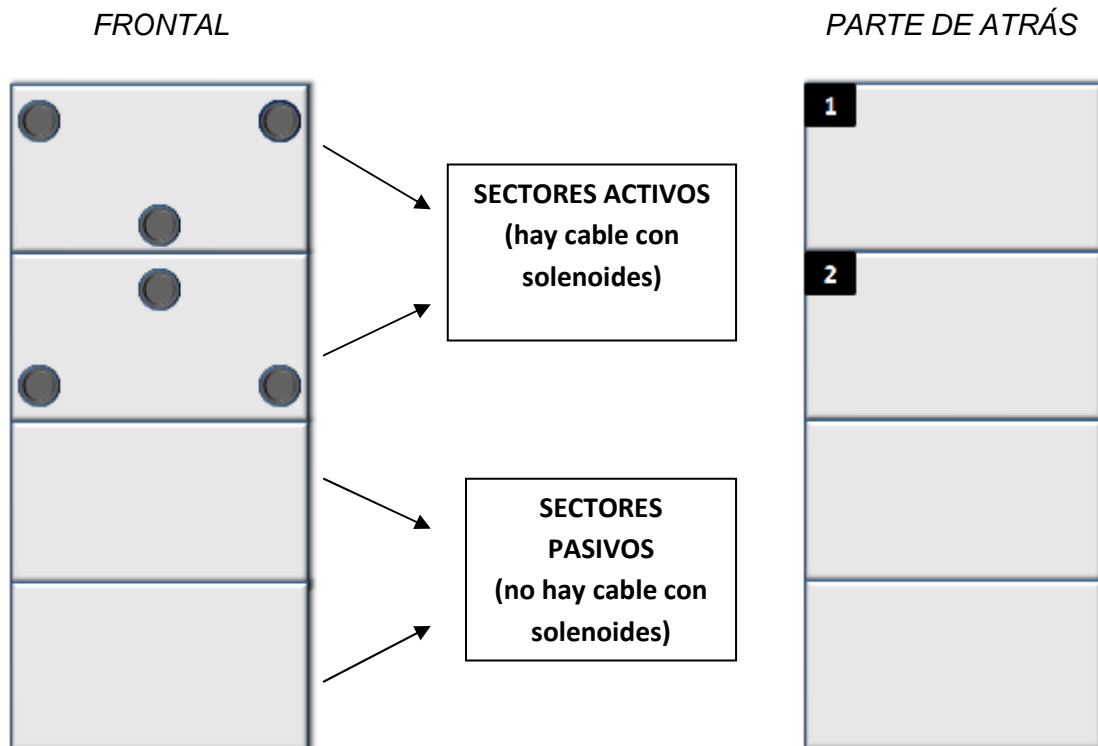 FRONTAL
PARTE DE ATRÁS
1
SECTORES ACTIVOS
(hay cable con
solenoides)
2
SECTORES
PASIVOS
(no hay cable con
solenoides)